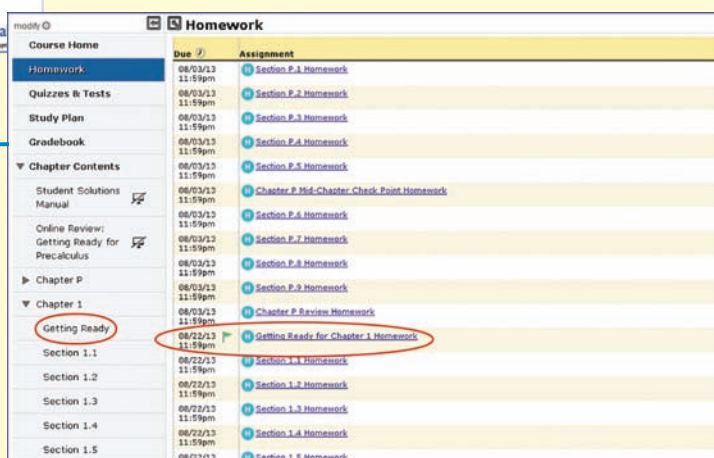 modify
Homework
Course Home
Homework
Quizzes & Tests
Study Plan
Gradebook
Chapter Contents
Student Solutions
Manual
Online Review:
Getting Ready for
Precalculus
Chapter P
Chapter 1
Getting Ready
Section 1.1
Section 1.2
Section 1.3
Section 1.4
Section 1.5
Due Assignment
08/03/13 H Section P.1 Homework
11:59pm
08/03/13 H Section P.2 Homework
11:59pm
08/03/13 H Section P.3 Homework
11:59pm
08/03/13 H Section P.4 Homework
11:59pm
08/03/13 H Section P.5 Homework
11:59pm
08/03/13 H Chapter P Mid-Chapter Check Point Homework
11:59pm
08/03/13 H Section P.6 Homework
11:59pm
08/03/13 H Section P.7 Homework
11:59pm
08/03/13 H Section P.8 Homework
11:59pm
08/03/13 H Section P.9 Homework
11:59pm
08/03/13 H Chapter P Review Homework
11:59pm
08/22/13 H Getting Ready for Chapter 1 Homework
11:59pm
08/22/13 H Section 1.1 Homework
11:59pm
08/22/13 H Section 1.2 Homework
11:59pm
08/22/13 H Section 1.3 Homework
11:59pm
08/22/13 H Section 1.4 Homework
11:59pm
08/22/13 H Section 1.5 Homework